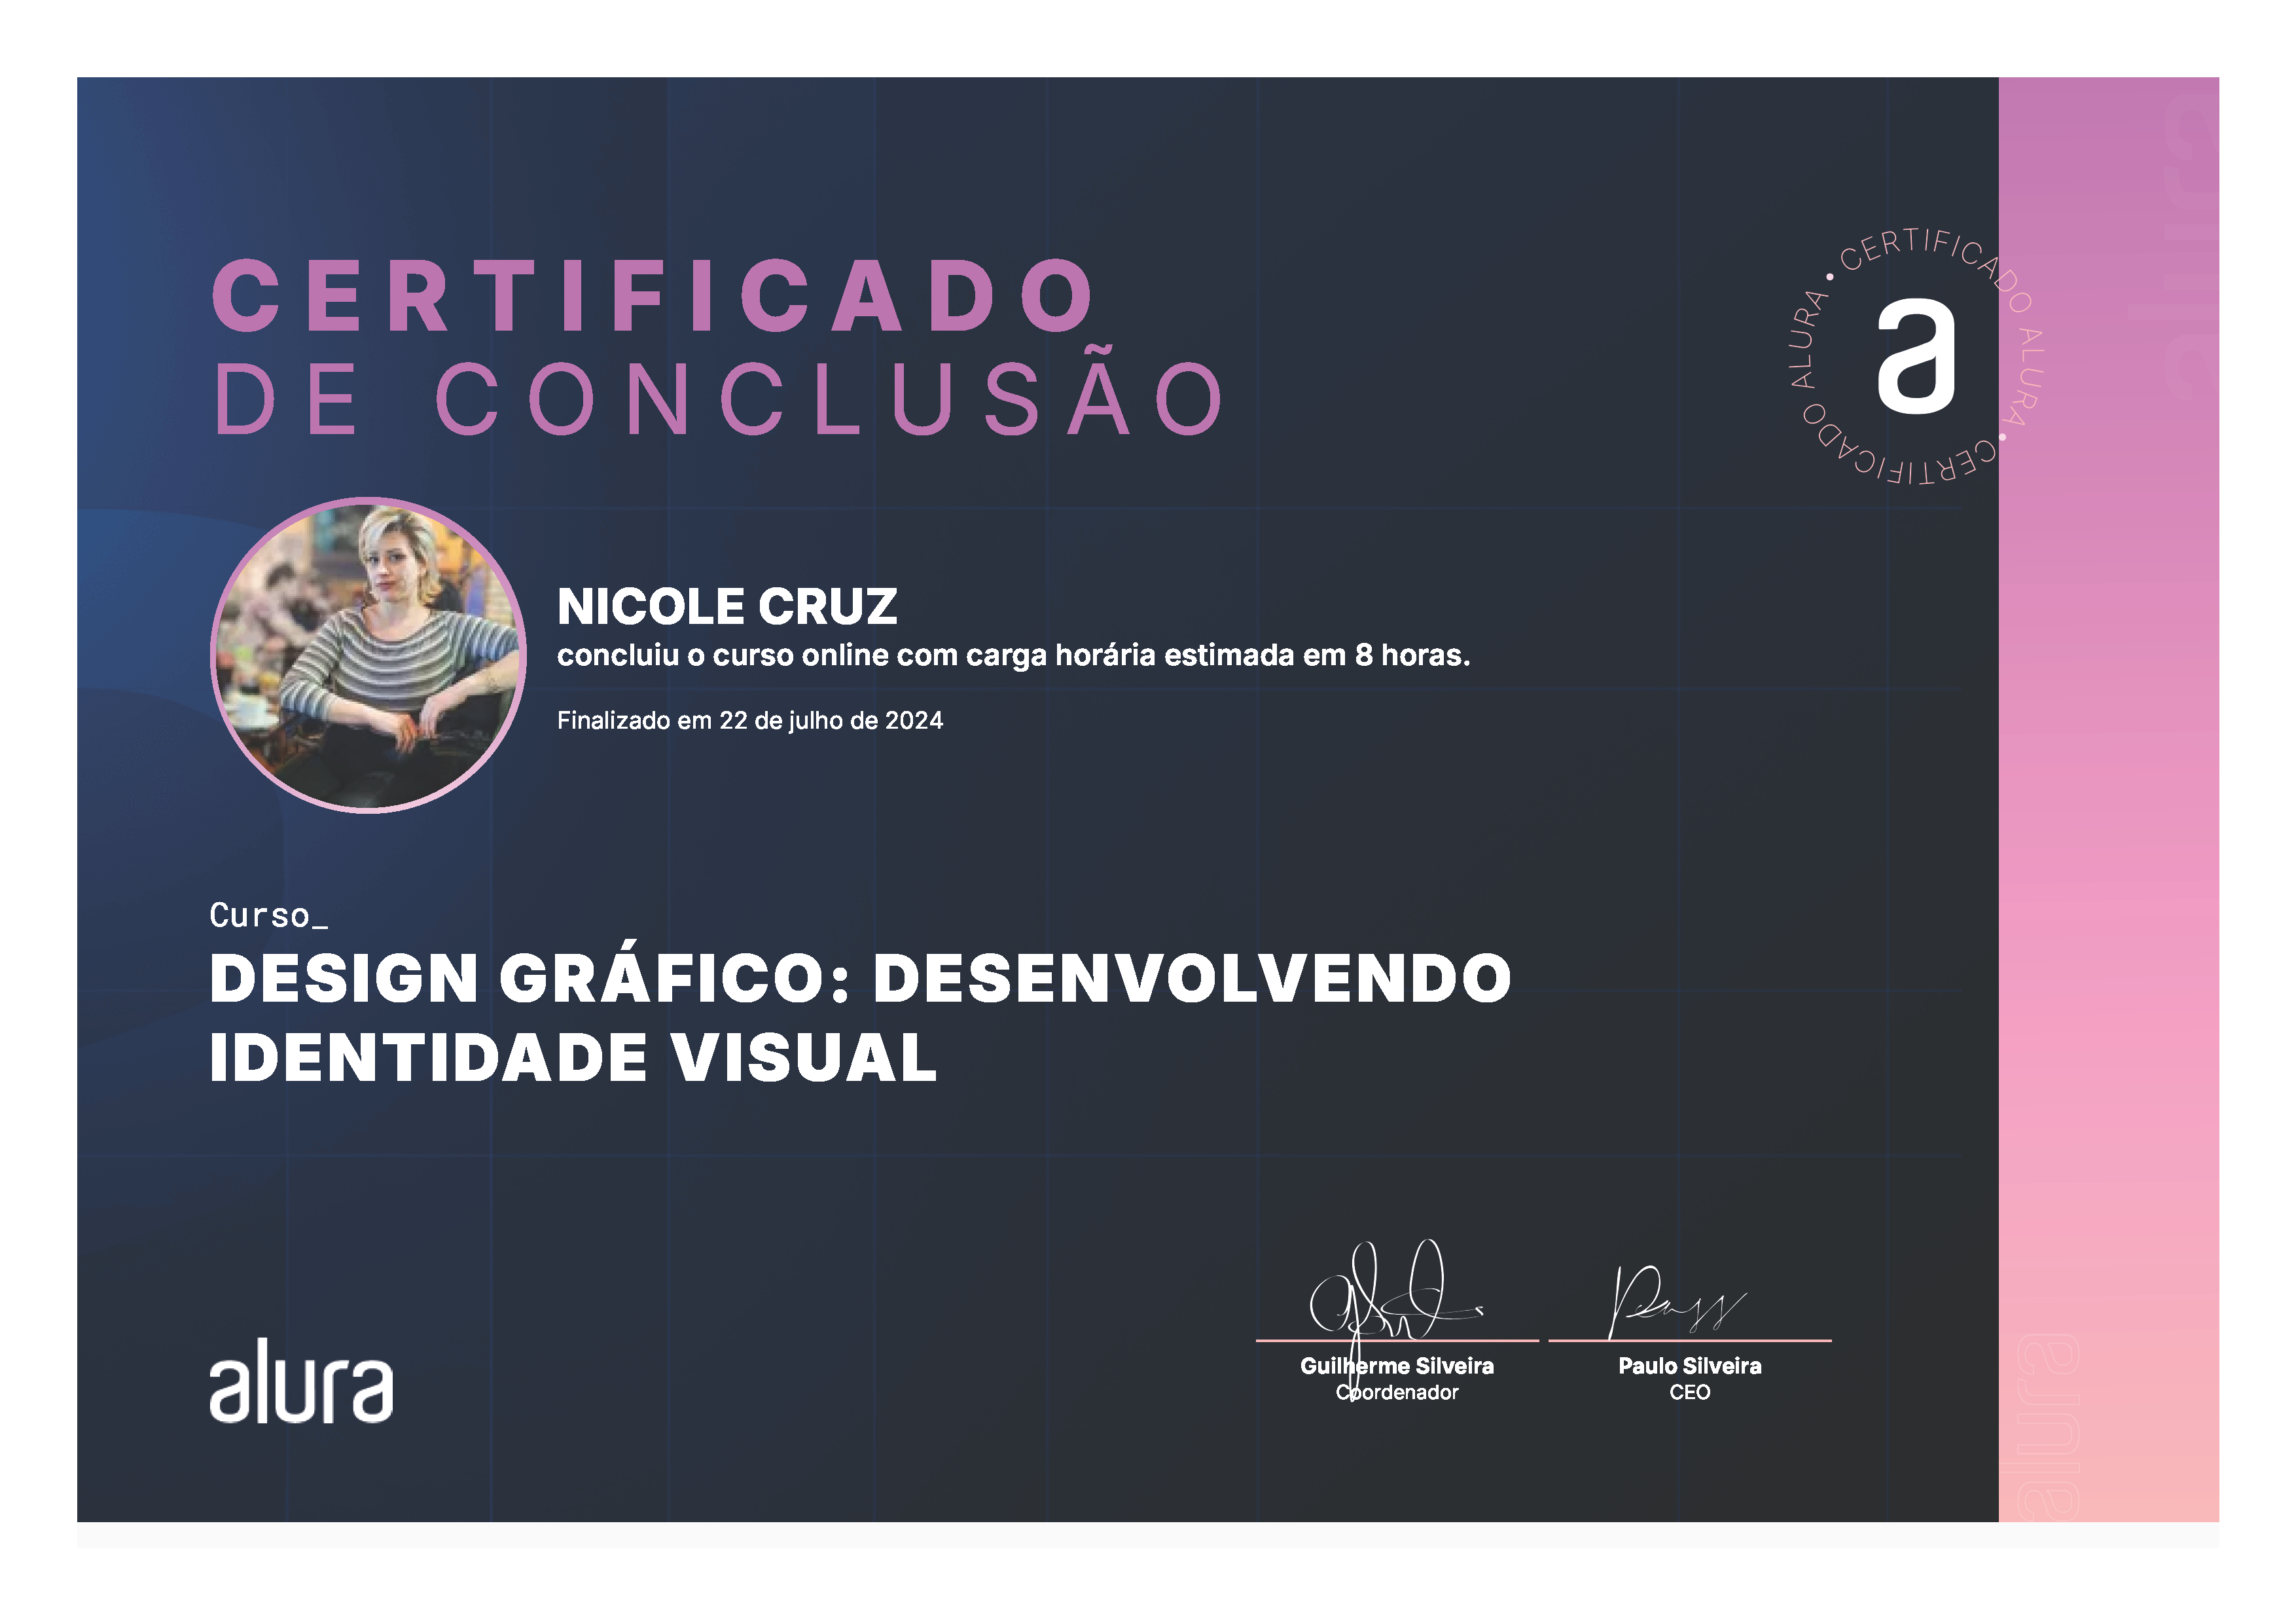 CERTIFICADO
DE CONCLUSÃO
CERTIFICADO ALURA • CERTIFICADO ALURA •
a
NICOLE CRUZ
concluiu o curso online com carga horária estimada em 8 horas.
Finalizado em 22 de julho de 2024
Curso_
DESIGN GRÁFICO: DESENVOLVENDO
IDENTIDADE VISUAL
Guilherme Silveira
Coordenador
Paulo Silveira
CEO
alura
alura
alura